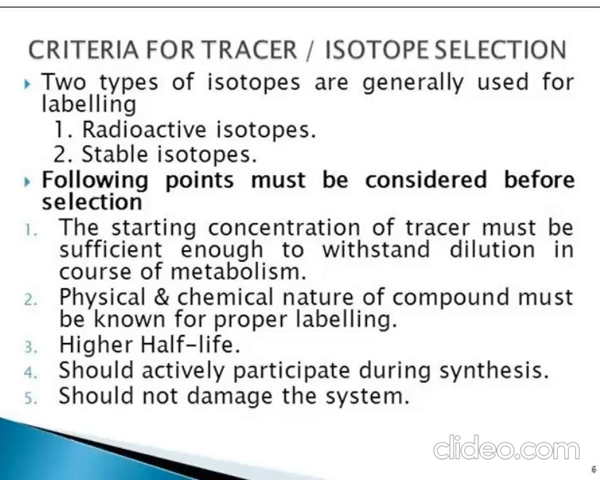 CRITERIA FOR TRACER / ISOTOPE SELECTION
Two types of isotopes are generally used for
labelling
1. Radioactive isotopes.
2. Stable isotopes.
Following points must be considered before
selection
1. The starting concentration of tracer must be
sufficient enough to withstand dilution in
course of metabolism.
2. Physical & chemical nature of compound must
be known for proper labelling.
3. Higher Half-life.
4. Should actively participate during synthesis.
5. Should not damage the system.
clideo.com
6